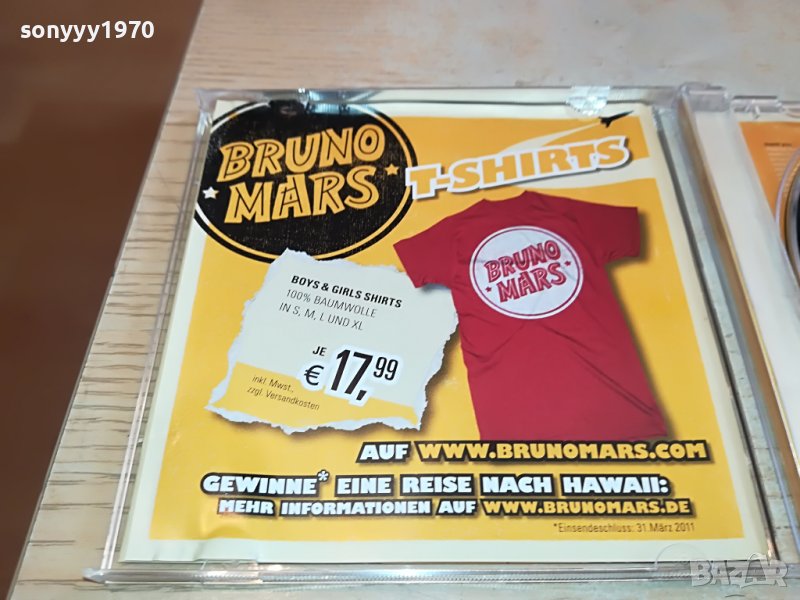 sonyyy1970
BRUNO
MARS
T-SHIRTS
BRUNO
MARS
BOYS & GIRLS SHIRTS
100% BAUMWOLLE
IN S, M, L UND XL
JE
€ 17,99
inkl. Mwst.,
zzgl. Versandkosten
AUF WWW.BRUNOMARS.COM
GEWINNE* EINE REISE NACH HAWAII:
MEHR INFORMATIONEN AUF WWW.BRUNOMARS.DE
*Einsendeschluss: 31.März 2011
BAZAR